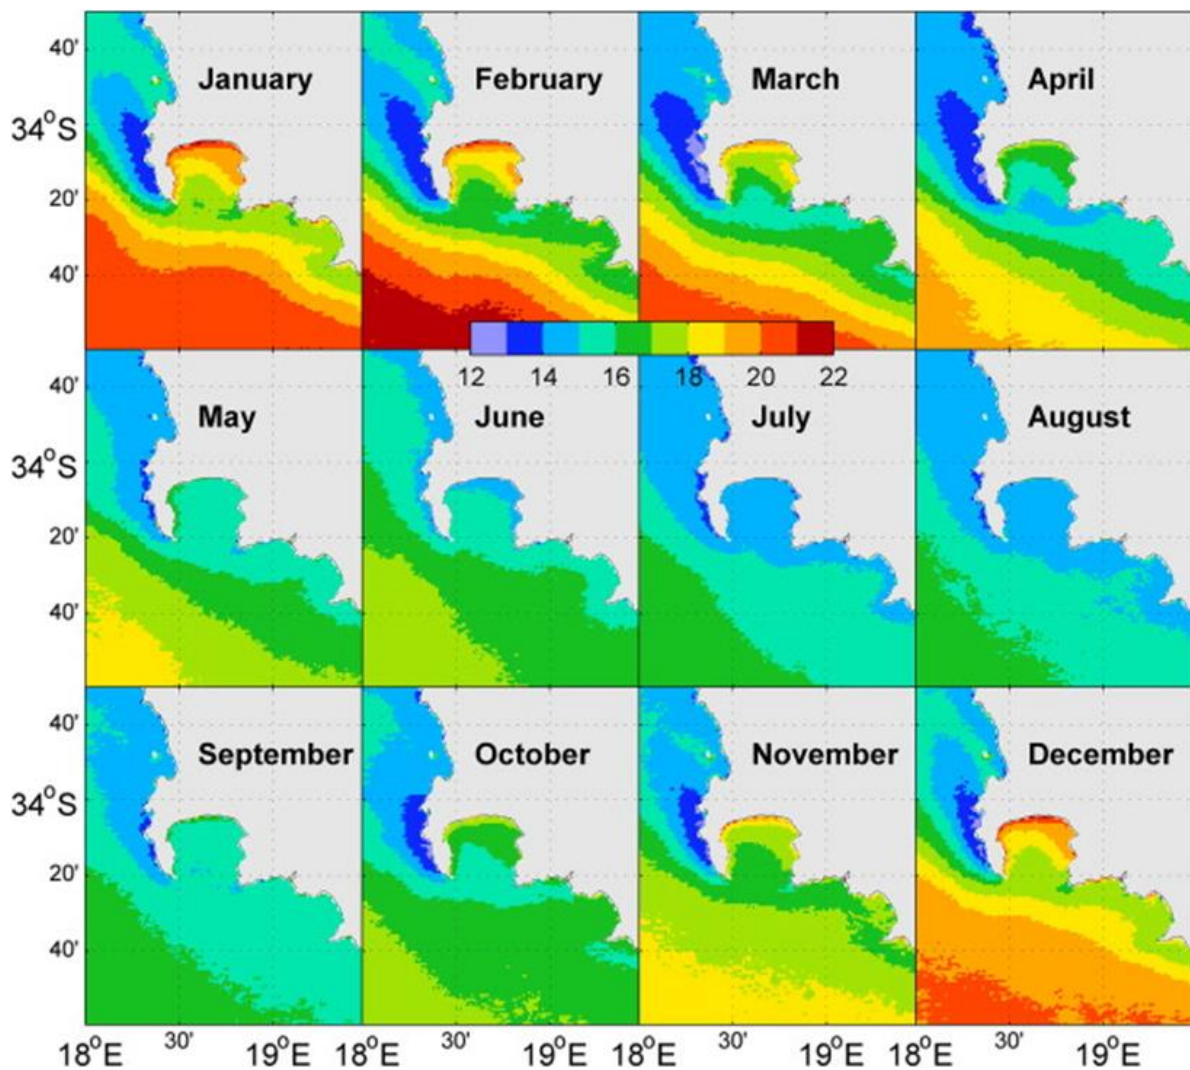 40'
January February March April
34°S
20'
40'
12 14 16 18 20 22
40'
May June July August
34°S
20'
40'
40'
September October November December
34°S
20'
40'
18°E 30' 19°E 18°E 30' 19°E 18°E 30' 19°E 18°E 30' 19°E